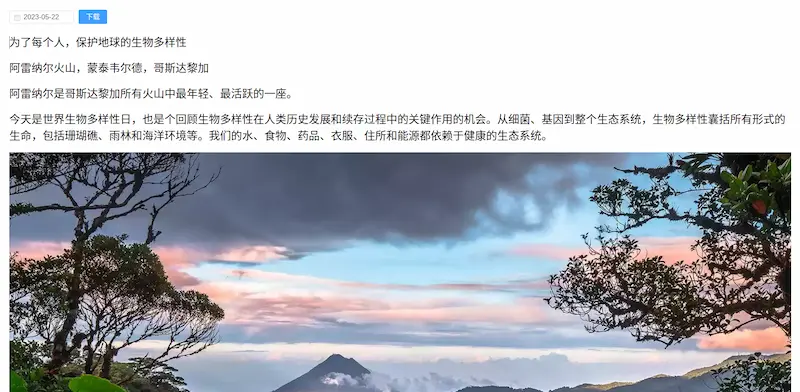 2023-05-22 下载
为了每个人，保护地球的生物多样性
阿雷纳尔火山，蒙泰韦尔德，哥斯达黎加
阿雷纳尔是哥斯达黎加所有火山中最年轻、最活跃的一座。
今天是世界生物多样性日，也是个回顾生物多样性在人类历史发展和续存过程中的关键作用的机会。从细菌、基因到整个生态系统，生物多样性囊括所有形式的
生命，包括珊瑚礁、雨林和海洋环境等。我们的水、食物、药品、衣服、住所和能源都依赖于健康的生态系统。